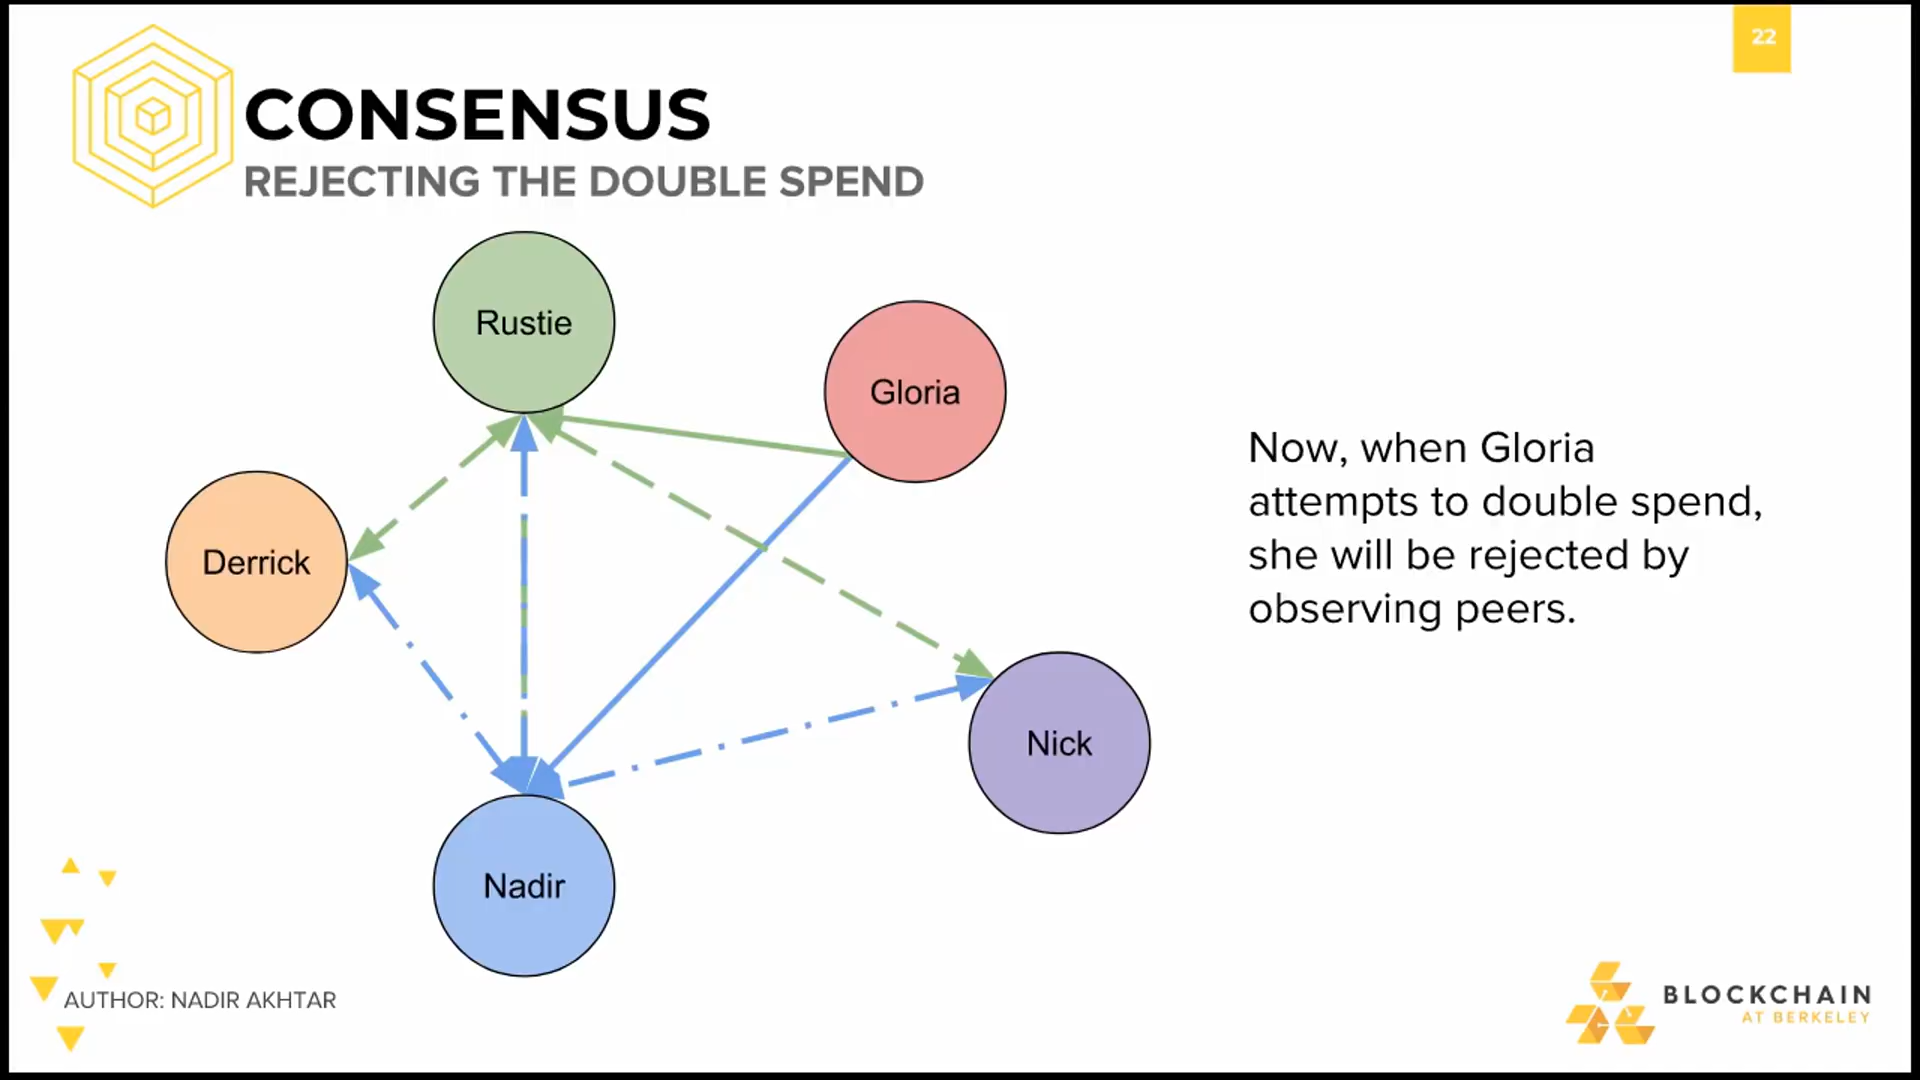 22
CONSENSUS
REJECTING THE DOUBLE SPEND
Rustie
Gloria
Derrick
Nick
Nadir
Now, when Gloria
attempts to double spend,
she will be rejected by
observing peers.
AUTHOR: NADIR AKHTAR
BLOCKCHAIN
AT BERKELEY